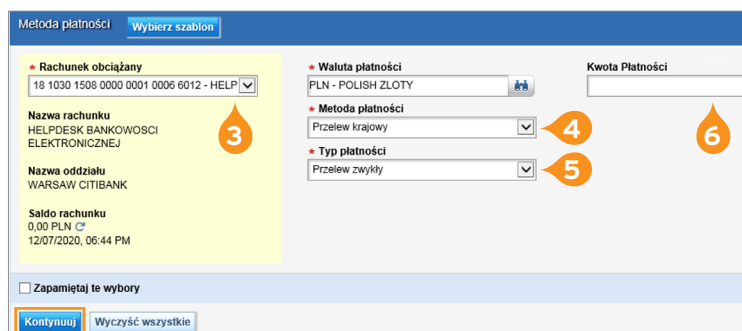 Metoda płatności Wybierz szablon
* Rachunek obciążany
18 1030 1508 0000 0001 0006 6012 - HELP
3
Nazwa rachunku
HELPDESK BANKOWOSCI
ELEKTRONICZNEJ
Nazwa oddziału
WARSAW CITIBANK
Saldo rachunku
0,00 PLN
12/07/2020, 06:44 PM
* Waluta płatności
PLN - POLISH ZLOTY
* Metoda płatności
Przelew krajowy
4
* Typ płatności
Przelew zwykły
5
Kwota Płatności
6
Zapamiętaj te wybory
Kontynuuj Wyczyść wszystkie